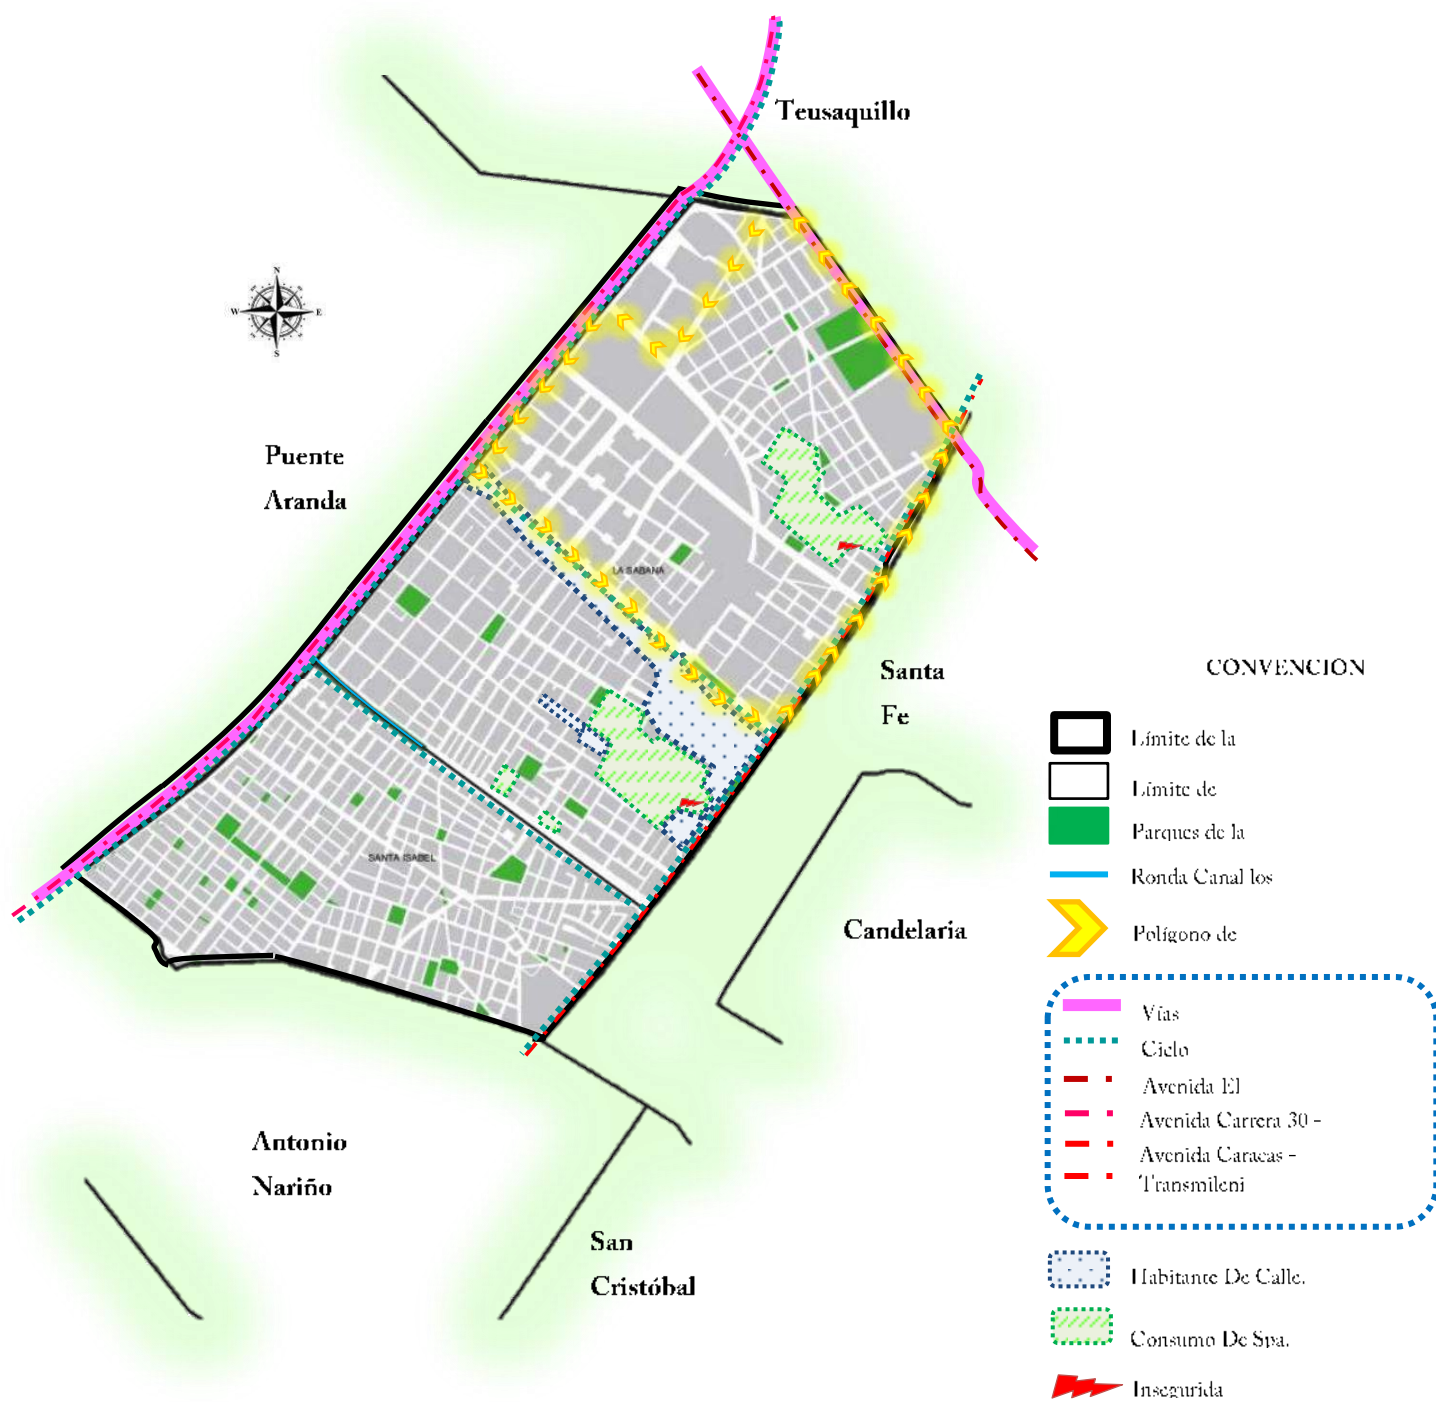 Teusaquillo
N
W
E
S
Puente
Aranda
LA SABANA
Santa
Fe
SANTA ISABEL
Candelaria
Antonio
Nariño
San
Cristóbal
CONVENCION
Límite de la
Límite de
Parques de la
Ronda Canal los
Polígono de
Vías
Ciclo
Avenida El
Avenida Carrera 30 -
Avenida Caracas -
Transmileni
Habitante De Calle.
Consumo De Spa.
Insegurida